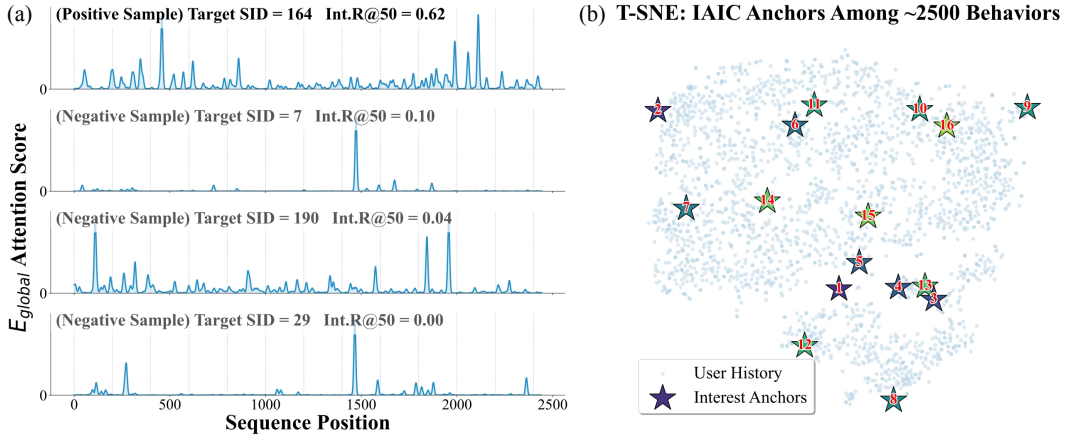 (a)
(Positive Sample) Target SID = 164 Int.R@50 = 0.62
0
(Negative Sample) Target SID = 7 Int.R@50 = 0.10
0
(Negative Sample) Target SID = 190 Int.R@50 = 0.04
0
(Negative Sample) Target SID = 29 Int.R@50 = 0.00
0
0 500 1000 1500 2000 2500
Sequence Position
E_global Attention Score
(b) T-SNE: IAIC Anchors Among ~2500 Behaviors
2
11
10
9
6
16
7
14
15
5
1
4
13
3
12
8
User History
Interest Anchors